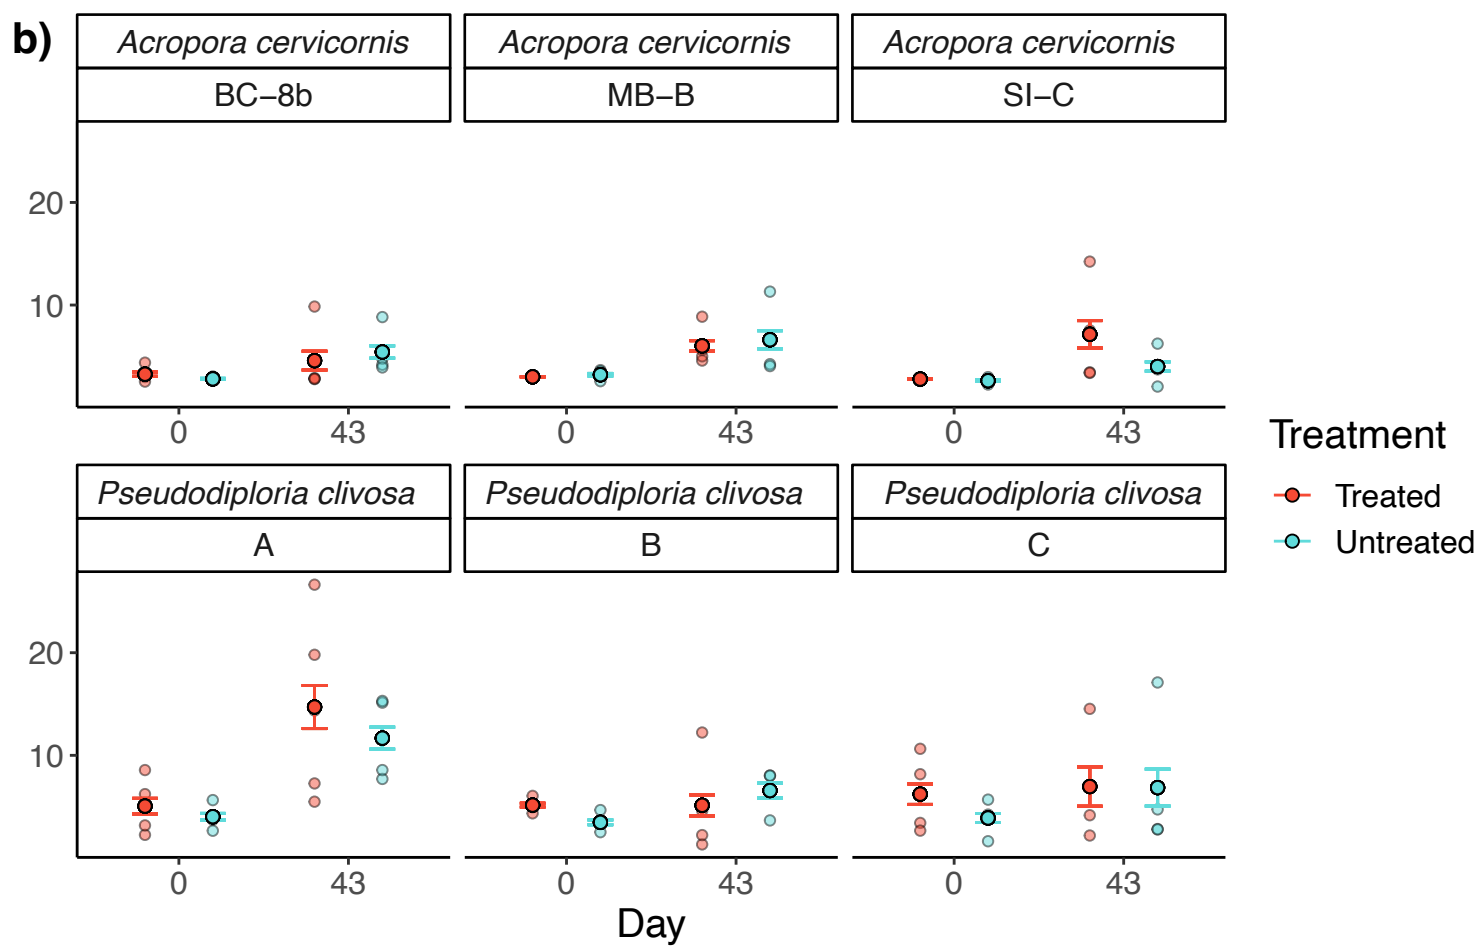 b)
Acropora cervicornis Acropora cervicornis Acropora cervicornis
BC−8b MB−B SI−C
20
10
0 43 0 43 0 43
Treatment
Pseudodiploria clivosa Pseudodiploria clivosa Pseudodiploria clivosa
Treated
A B C
Untreated
20
10
0 43 0 43 0 43
Day